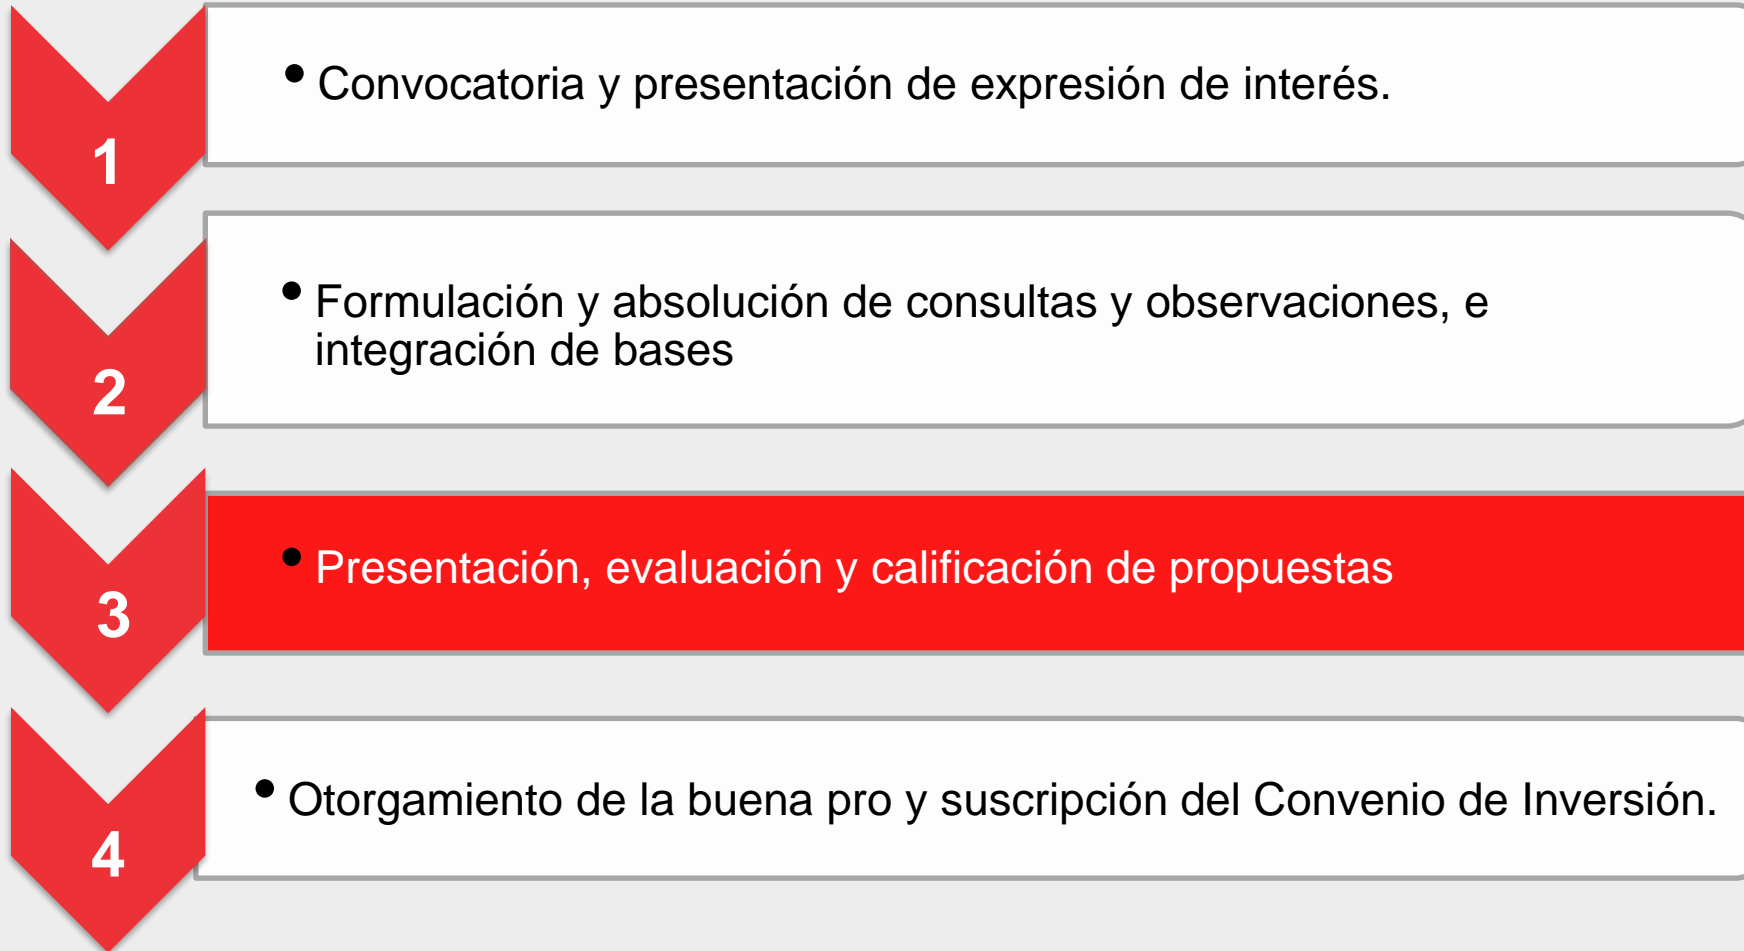 1
• Convocatoria y presentación de expresión de interés.
2
• Formulación y absolución de consultas y observaciones, e
integración de bases
3
• Presentación, evaluación y calificación de propuestas
4
• Otorgamiento de la buena pro y suscripción del Convenio de Inversión.